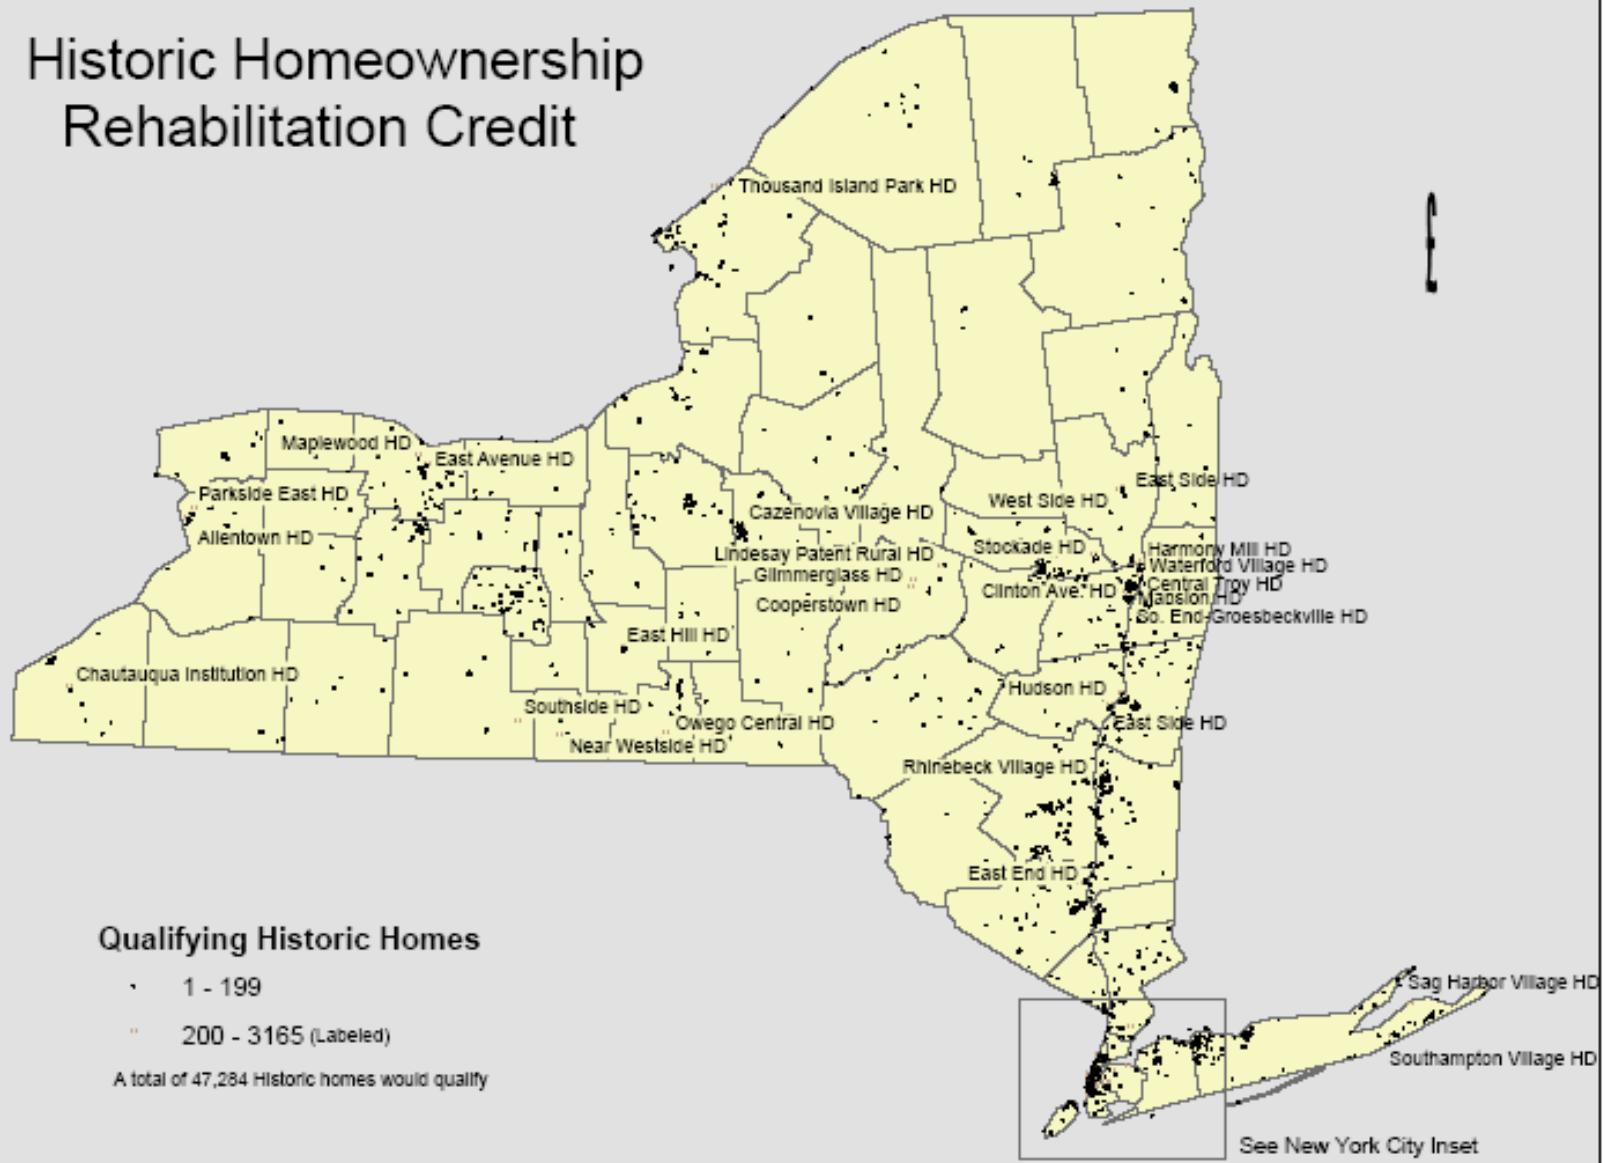 Historic Homeownership
Rehabilitation Credit
Thousand Island Park HD
Maplewood HD
East Avenue HD
Parkside East HD
Allentown HD
East Side HD
West Side HD
Cazenovia Village HD
Stockade HD
Harmony Mill HD
Lindesay Patent Rural HD
Waterford Village HD
Glimmerglass HD
Central Troy HD
Clinton Ave. HD
Cooperstown HD
So. End-Groesbeckville HD
East Hill HD
Chautauqua Institution HD
Hudson HD
Southside HD
Owego Central HD
East Side HD
Near Westside HD
Rhinebeck Village HD
East End HD
Qualifying Historic Homes
1 - 199
200 - 3165 (Labeled)
A total of 47,284 Historic homes would qualify
Sag Harbor Village HD
Southampton Village HD
See New York City Inset